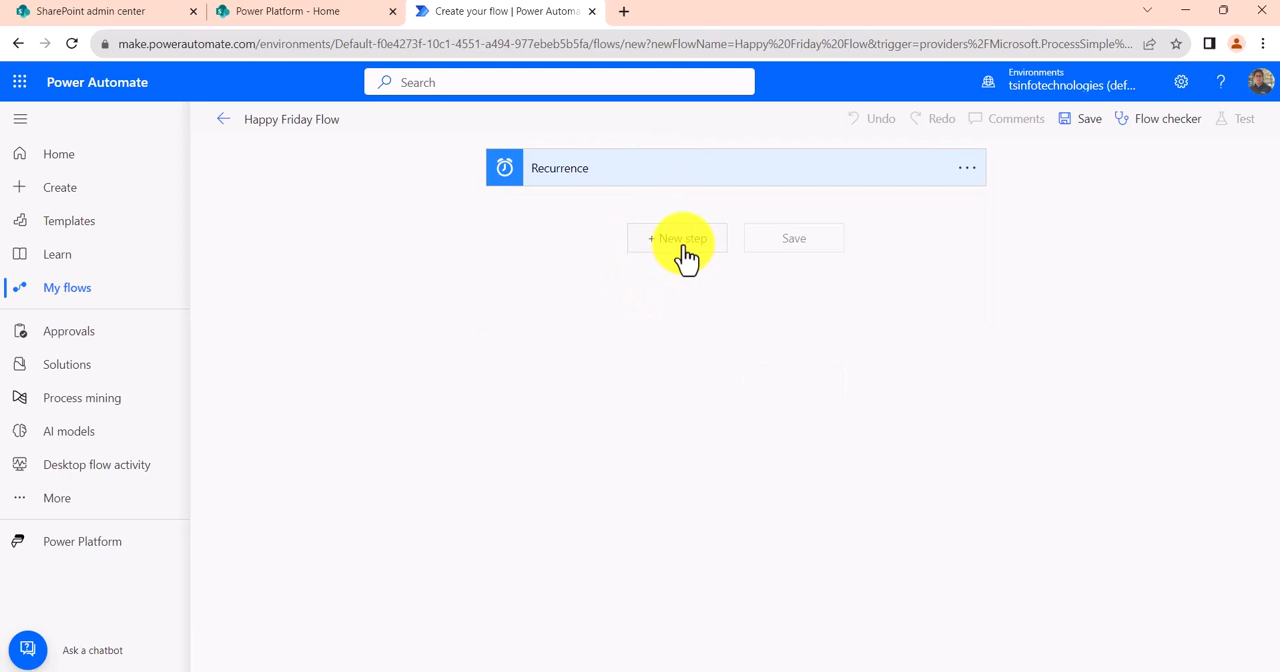 SharePoint admin center
Power Platform - Home
Create your flow | Power Automa
make.powerautomate.com/environments/Default-f0e4273f-10c1-4551-a494-977ebeb5b5fa/flows/new?newFlowName=Happy%20Friday%20Flow&trigger=providers%2FMicrosoft.ProcessSimple%...
Power Automate
Search
Environments
tsinfotechnologies (def...
Happy Friday Flow
Undo
Redo
Comments
Save
Flow checker
Test
Home
Create
Templates
Learn
My flows
Approvals
Solutions
Process mining
AI models
Desktop flow activity
More
Power Platform
Ask a chatbot
Recurrence
+ New step
Save